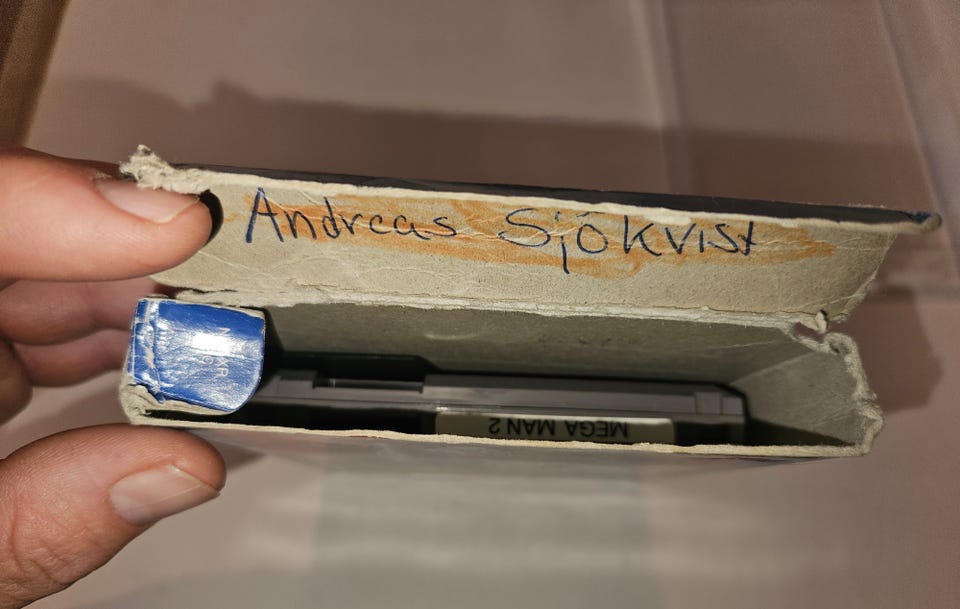 Andreas Sjökvist
MEGA MAN 2